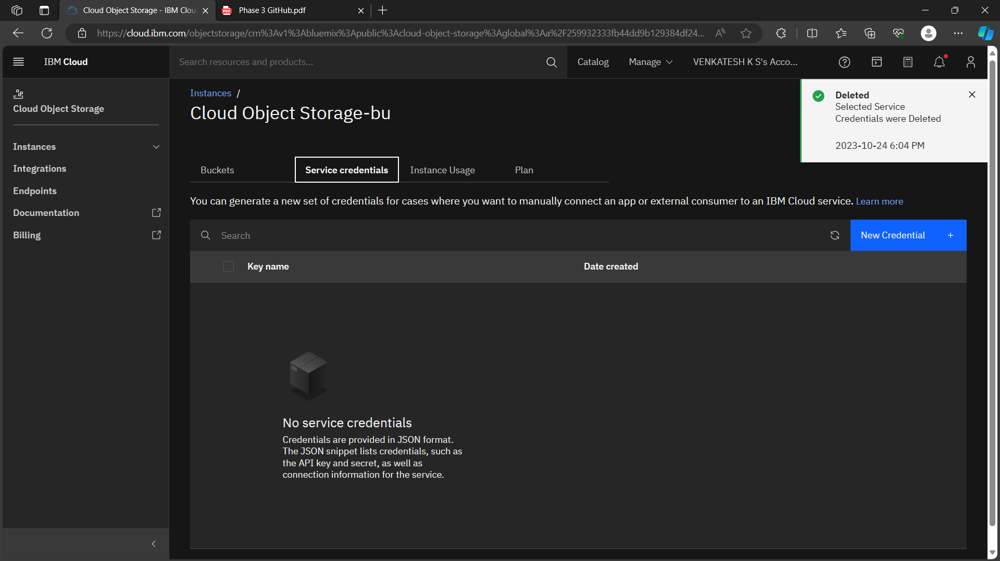 Cloud Object Storage - IBM Clou
Phase 3 GitHub.pdf
https://cloud.ibm.com/objectstorage/crn%3Av1%3Abluemix%3Apublic%3Acloud-object-storage%3Aglobal%3Aa%2F259932333fb44dd9b129384df24...
IBM Cloud
Search resources and products...
Catalog
Manage
VENKATESH K S's Acco...
Cloud Object Storage
Instances
Integrations
Endpoints
Documentation
Billing
Instances /
Cloud Object Storage-bu
Deleted
Selected Service
Credentials were Deleted
2023-10-24 6:04 PM
Buckets
Service credentials
Instance Usage
Plan
You can generate a new set of credentials for cases where you want to manually connect an app or external consumer to an IBM Cloud service. Learn more
Search
New Credential +
Key name
Date created
No service credentials
Credentials are provided in JSON format.
The JSON snippet lists credentials, such as
the API key and secret, as well as
connection information for the service.